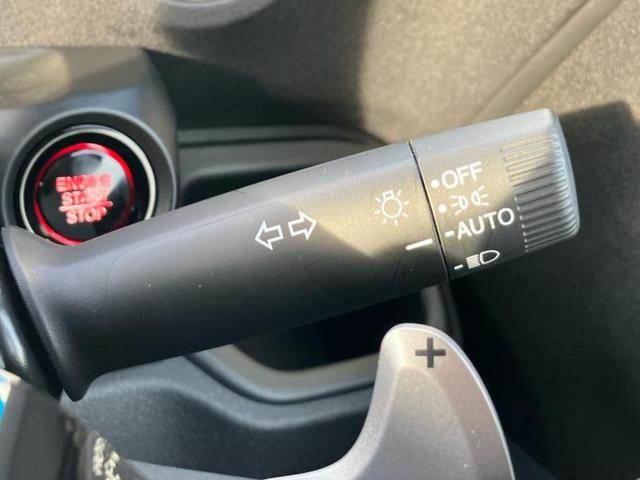 ENGINE
START
STOP
OFF
AUTO
+